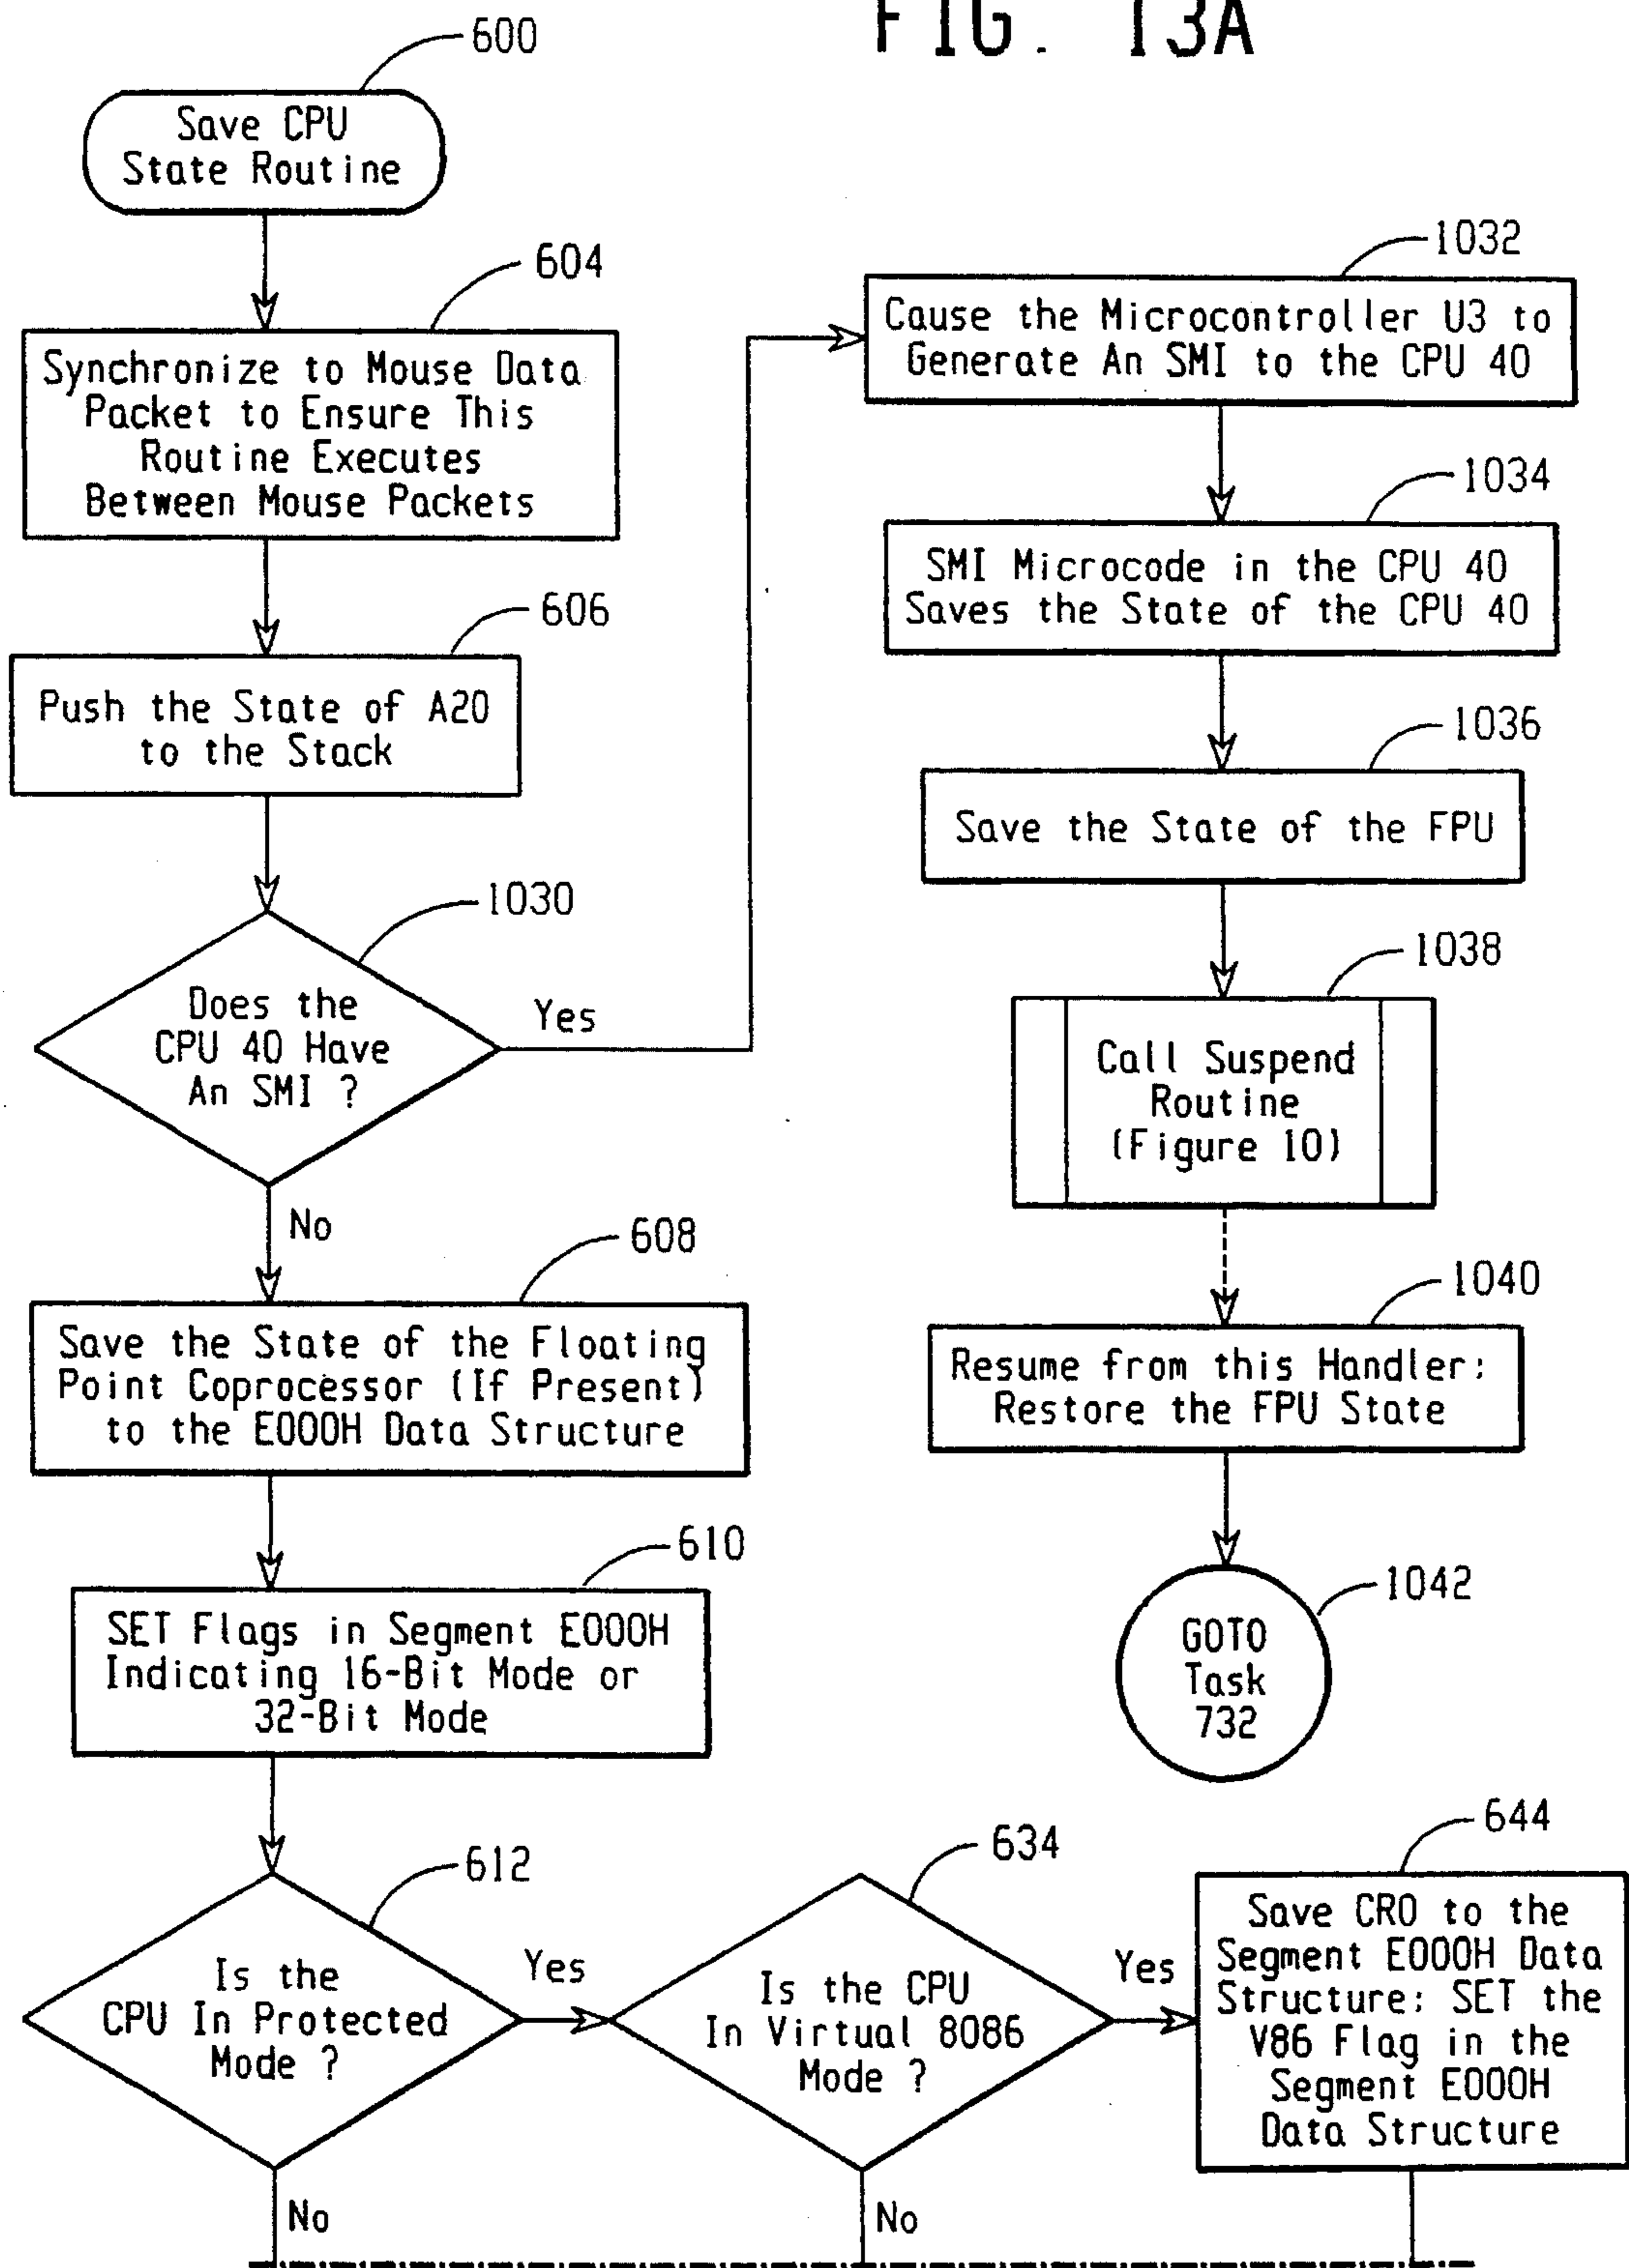 FIG. 13A
600
Save CPU
State Routine
604
Synchronize to Mouse Data
Packet to Ensure This
Routine Executes
Between Mouse Packets
606
Push the State of A20
to the Stack
1030
Does the
CPU 40 Have
An SMI ?
Yes
No
608
Save the State of the Floating
Point Coprocessor (If Present)
to the E000H Data Structure
610
SET Flags in Segment E000H
Indicating 16-Bit Mode or
32-Bit Mode
612
Is the
CPU In Protected
Mode ?
Yes
No
634
Is the CPU
In Virtual 8086
Mode ?
Yes
No
644
Save CR0 to the
Segment E000H Data
Structure; SET the
V86 Flag in the
Segment E000H
Data Structure
1032
Cause the Microcontroller U3 to
Generate An SMI to the CPU 40
1034
SMI Microcode in the CPU 40
Saves the State of the CPU 40
1036
Save the State of the FPU
1038
Call Suspend
Routine
(Figure 10)
1040
Resume from this Handler;
Restore the FPU State
1042
GOTO
Task
732